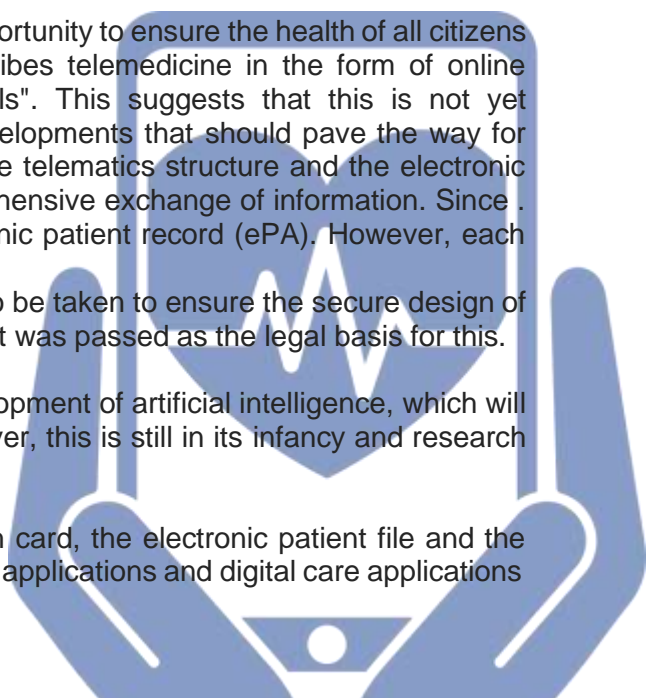 ortunity to ensure the health of all citizens
ibes telemedicine in the form of online
ls". This suggests that this is not yet
elopments that should pave the way for
e telematics structure and the electronic
hensive exchange of information. Since .
nic patient record (ePA). However, each
o be taken to ensure the secure design of
t was passed as the legal basis for this.
opment of artificial intelligence, which will
ver, this is still in its infancy and research
n card, the electronic patient file and the
applications and digital care applications